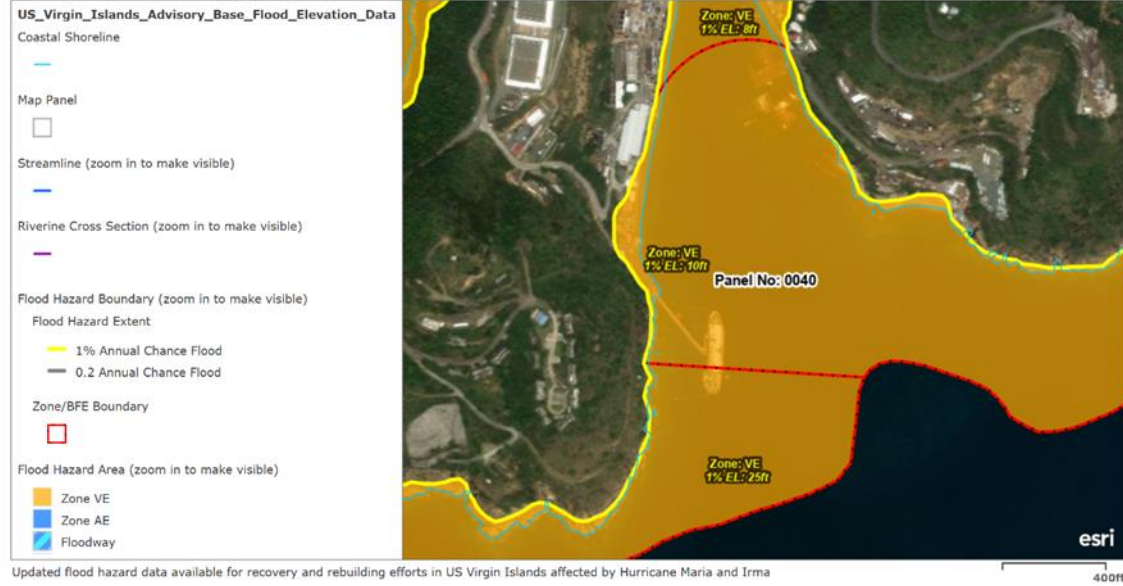 US_Virgin_Islands_Advisory_Base_Flood_Elevation_Data
Coastal Shoreline
Map Panel
Streamline (zoom in to make visible)
Riverine Cross Section (zoom in to make visible)
Flood Hazard Boundary (zoom in to make visible)
Flood Hazard Extent
1% Annual Chance Flood
0.2 Annual Chance Flood
Zone/BFE Boundary
Flood Hazard Area (zoom in to make visible)
Zone VE
Zone AE
Floodway
Zone: VE
1% EL: 8ft
Zone: VE
1% EL: 10ft
Panel No: 0040
Zone: VE
1% EL: 25ft
esri
Updated flood hazard data available for recovery and rebuilding efforts in US Virgin Islands affected by Hurricane Maria and Irma
400ft